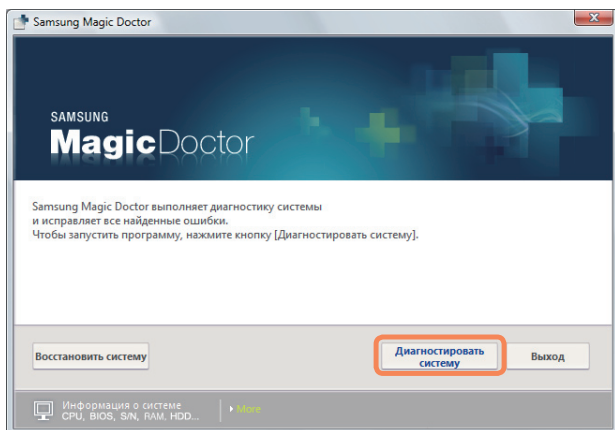 Samsung Magic Doctor
SAMSUNG
MagicDoctor
Samsung Magic Doctor выполняет диагностику системы
и исправляет все найденные ошибки.
Чтобы запустить программу, нажмите кнопку [Диагностировать систему].
Восстановить систему
Диагностировать
систему
Выход
Информация о системе
CPU, BIOS, S/N, RAM, HDD...
More